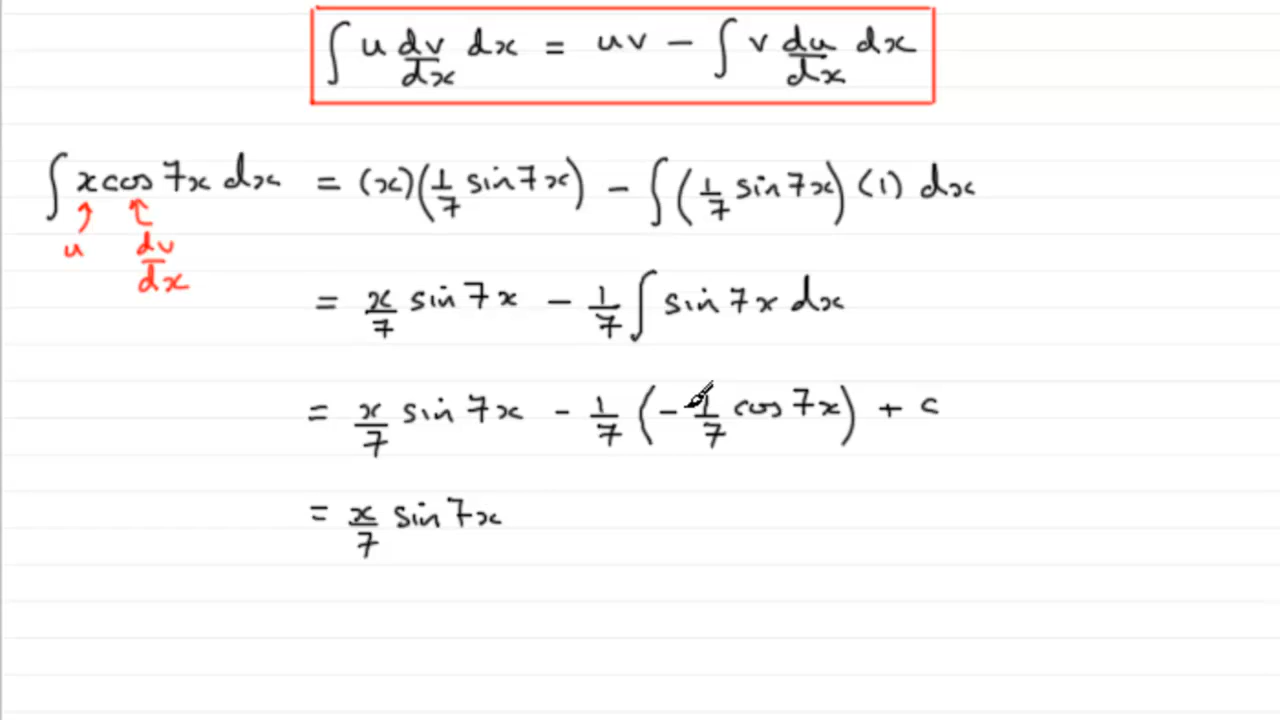 ∫ u dv/dx dx = uv − ∫ v du/dx dx
∫ x cos 7x dx = (x)(1/7 sin 7x) − ∫ (1/7 sin 7x)(1) dx
u dv/dx
= x/7 sin 7x − 1/7 ∫ sin 7x dx
= x/7 sin 7x − 1/7 (− 1/7 cos 7x) + c
= x/7 sin 7x